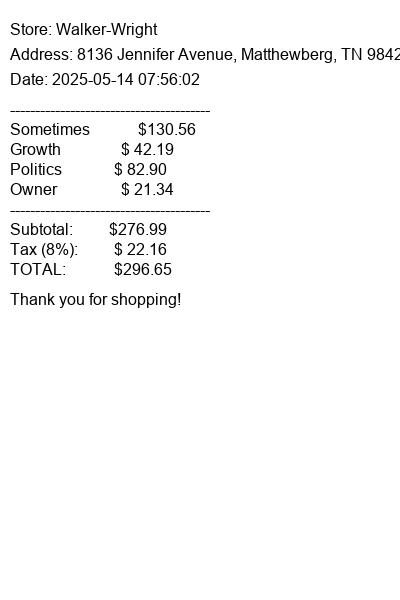 Store: Walker-Wright
Address: 8136 Jennifer Avenue, Matthewberg, TN 9842
Date: 2025-05-14 07:56:02
----------------------------------------
Sometimes $130.56
Growth $ 42.19
Politics $ 82.90
Owner $ 21.34
----------------------------------------
Subtotal: $276.99
Tax (8%): $ 22.16
TOTAL: $296.65
Thank you for shopping!